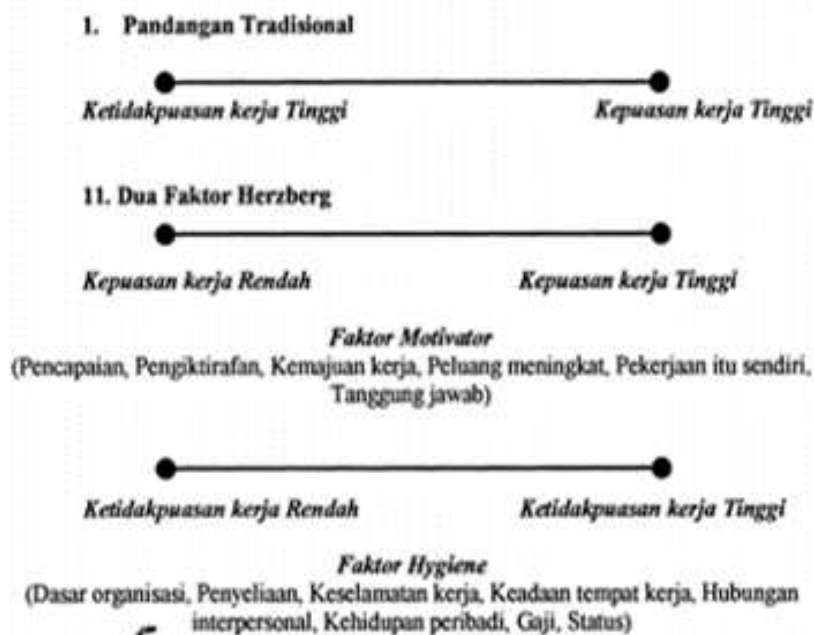 1. Pandangan Tradisional
Ketidakpuasan kerja Tinggi Kepuasan kerja Tinggi
11. Dua Faktor Herzberg
Kepuasan kerja Rendah Kepuasan kerja Tinggi
Faktor Motivator
(Pencapaian, Pengiktirafan, Kemajuan kerja, Peluang meningkat, Pekerjaan itu sendiri,
Tanggung jawab)
Ketidakpuasan kerja Rendah Ketidakpuasan kerja Tinggi
Faktor Hygiene
(Dasar organisasi, Penyeliaan, Keselamatan kerja, Keadaan tempat kerja, Hubungan
interpersonal, Kehidupan peribadi, Gaji, Status)